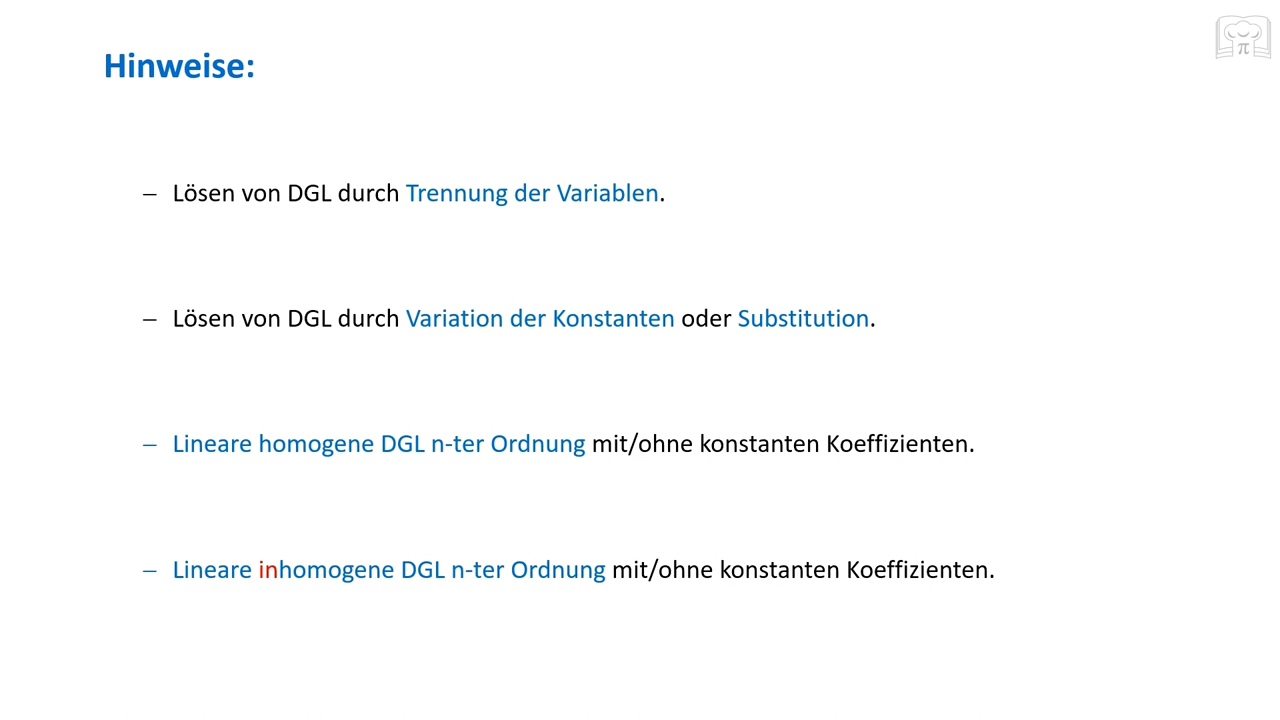 Hinweise:
– Lösen von DGL durch Trennung der Variablen.
– Lösen von DGL durch Variation der Konstanten oder Substitution.
– Lineare homogene DGL n-ter Ordnung mit/ohne konstanten Koeffizienten.
– Lineare inhomogene DGL n-ter Ordnung mit/ohne konstanten Koeffizienten.
π